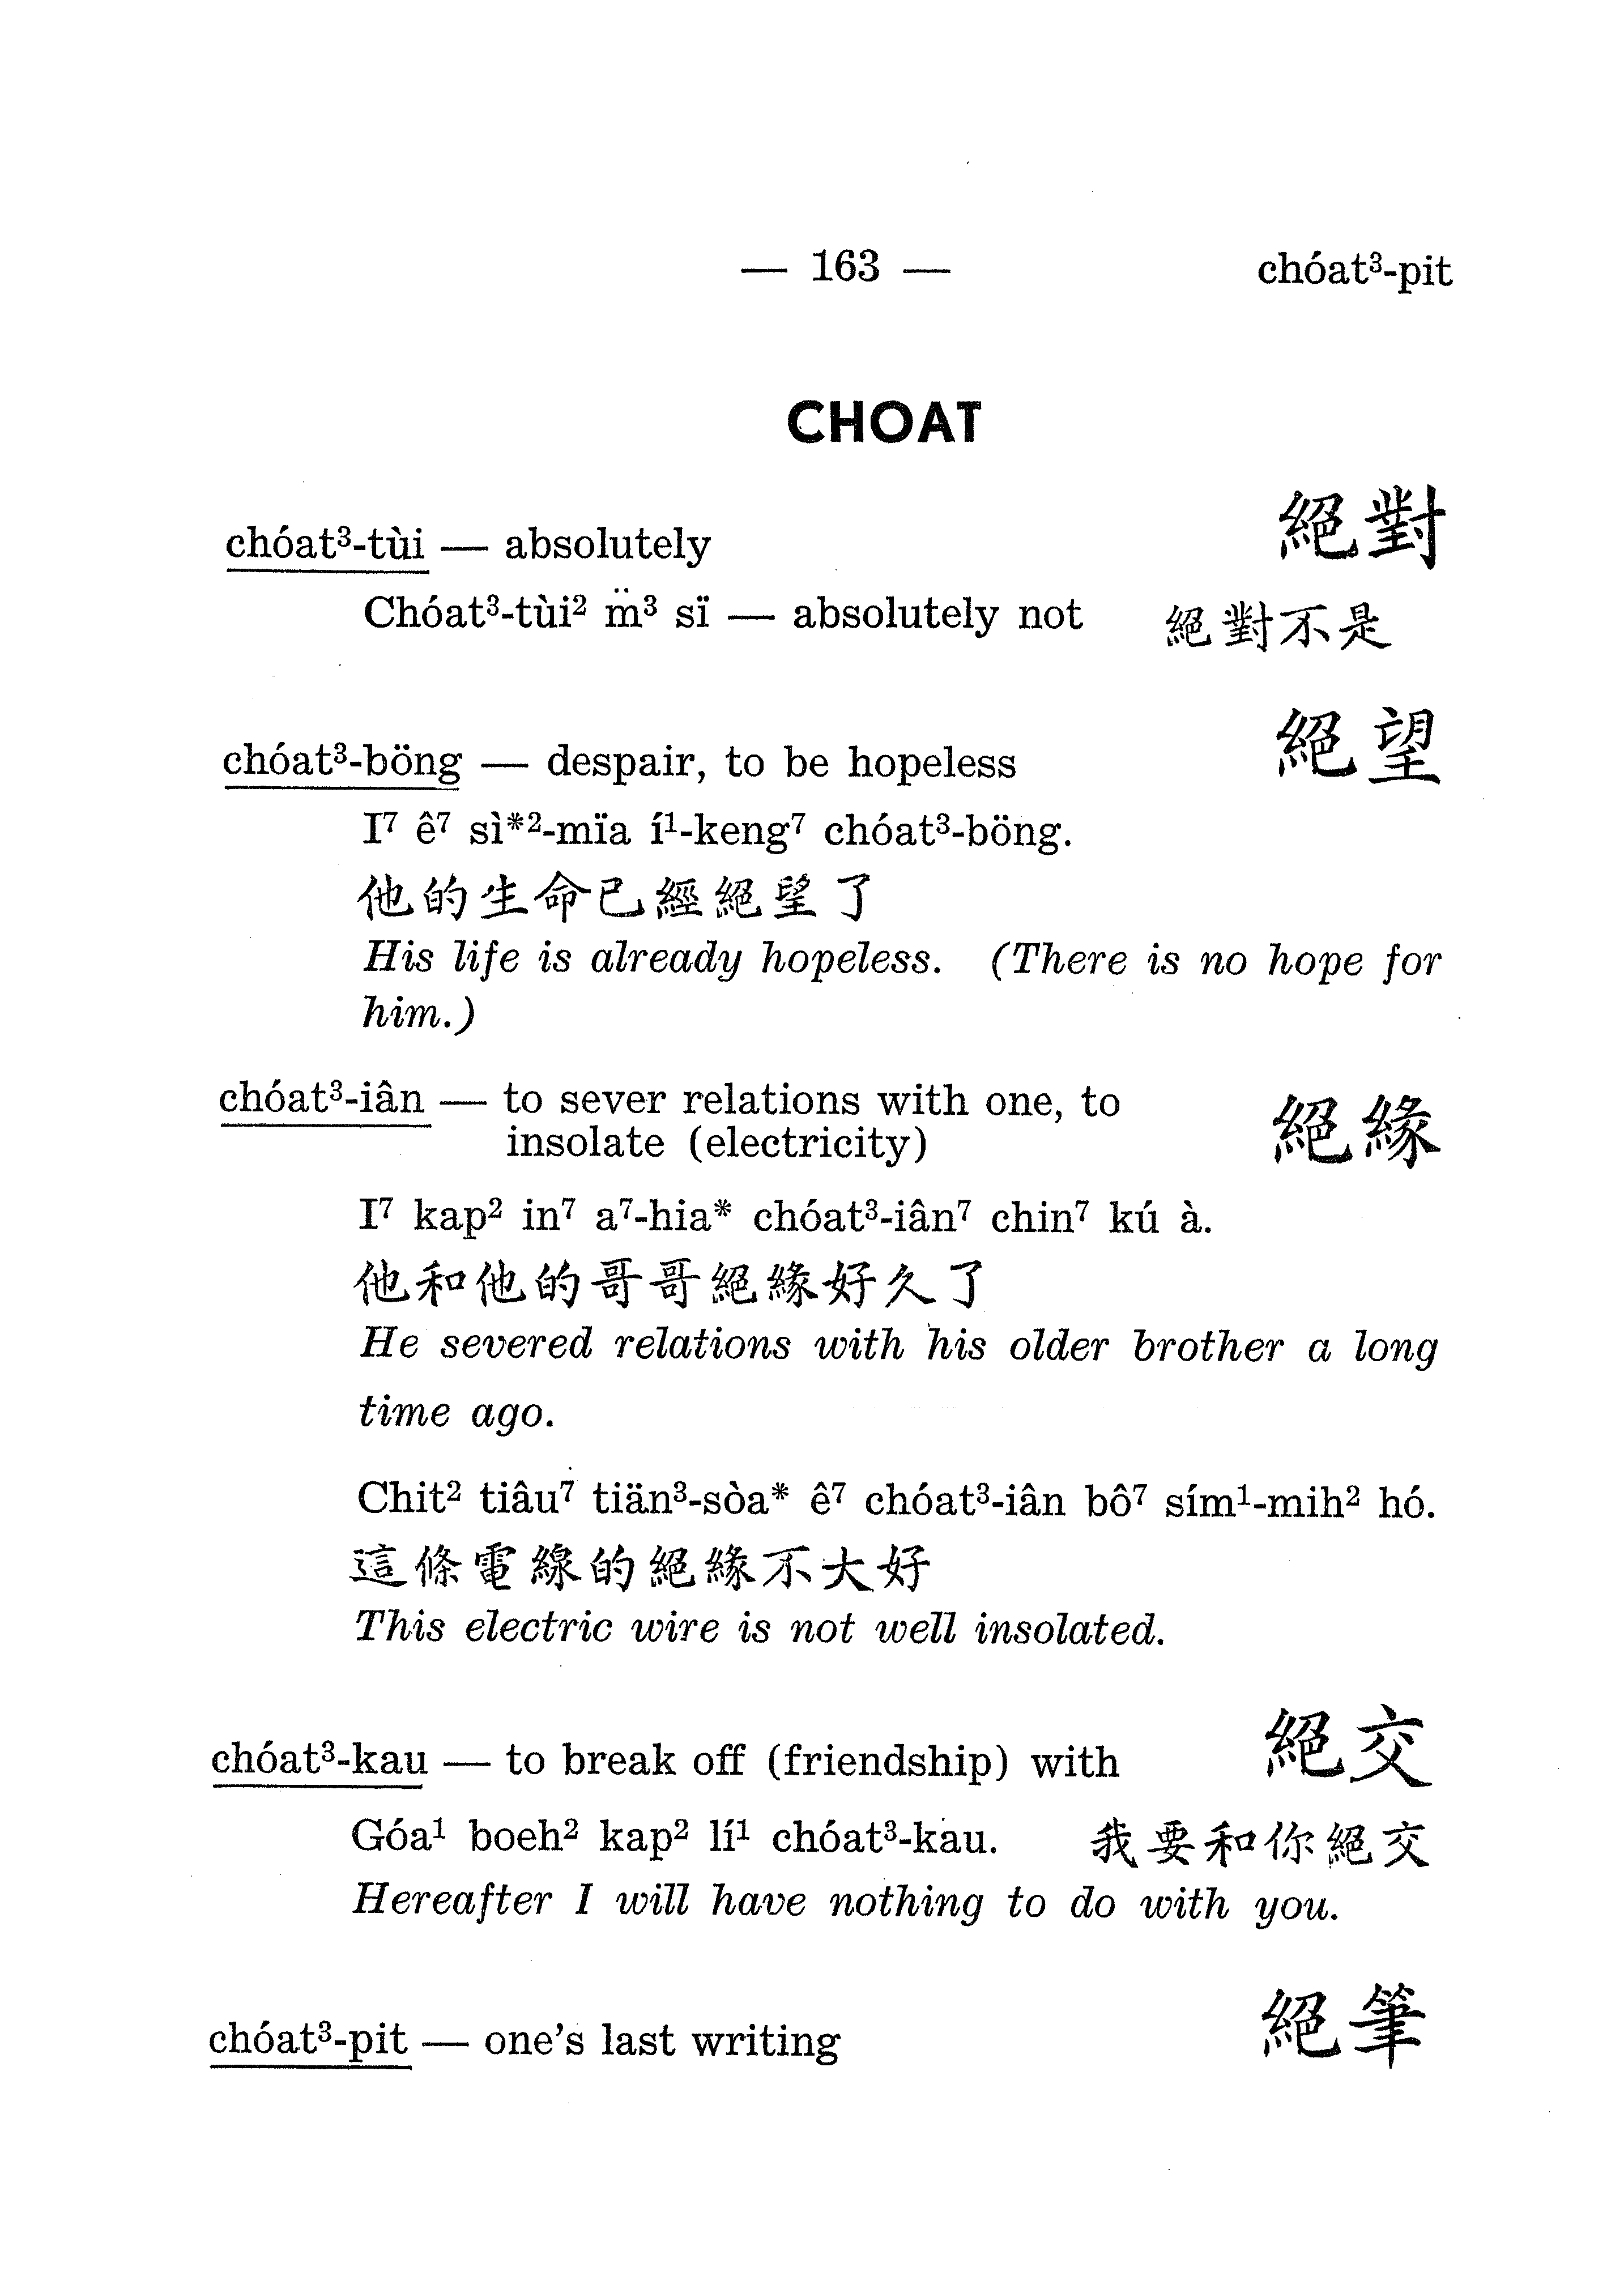 — 163 —
chóat³-pit
CHOAT
chóat³-tùi — absolutely 絕對
Chóat³-tùi² m̈³ sï — absolutely not 絕對不是
chóat³-böng — despair, to be hopeless 絕望
I⁷ ê⁷ sì*²-mïa í¹-keng⁷ chóat³-böng.
他的生命已經絕望了
His life is already hopeless. (There is no hope for
him.)
chóat³-iân — to sever relations with one, to
insolate (electricity) 絕緣
I⁷ kap² in⁷ a⁷-hia* chóat³-iân⁷ chin⁷ kú à.
他和他的哥哥絕緣好久了
He severed relations with his older brother a long
time ago.
Chit² tiâu⁷ tiän³-sòa* ê⁷ chóat³-iân bô⁷ sím¹-mih² hó.
這條電線的絕緣不大好
This electric wire is not well insolated.
chóat³-kau — to break off (friendship) with 絕交
Góa¹ boeh² kap² lí¹ chóat³-kau. 我要和你絕交
Hereafter I will have nothing to do with you.
chóat³-pit — one's last writing 絕筆